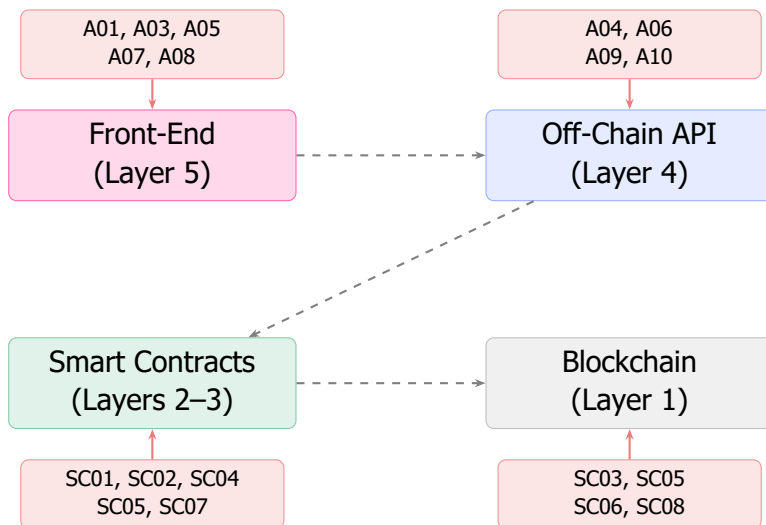 A01, A03, A05
A07, A08
A04, A06
A09, A10
Front-End
(Layer 5)
Off-Chain API
(Layer 4)
Smart Contracts
(Layers 2–3)
Blockchain
(Layer 1)
SC01, SC02, SC04
SC05, SC07
SC03, SC05
SC06, SC08